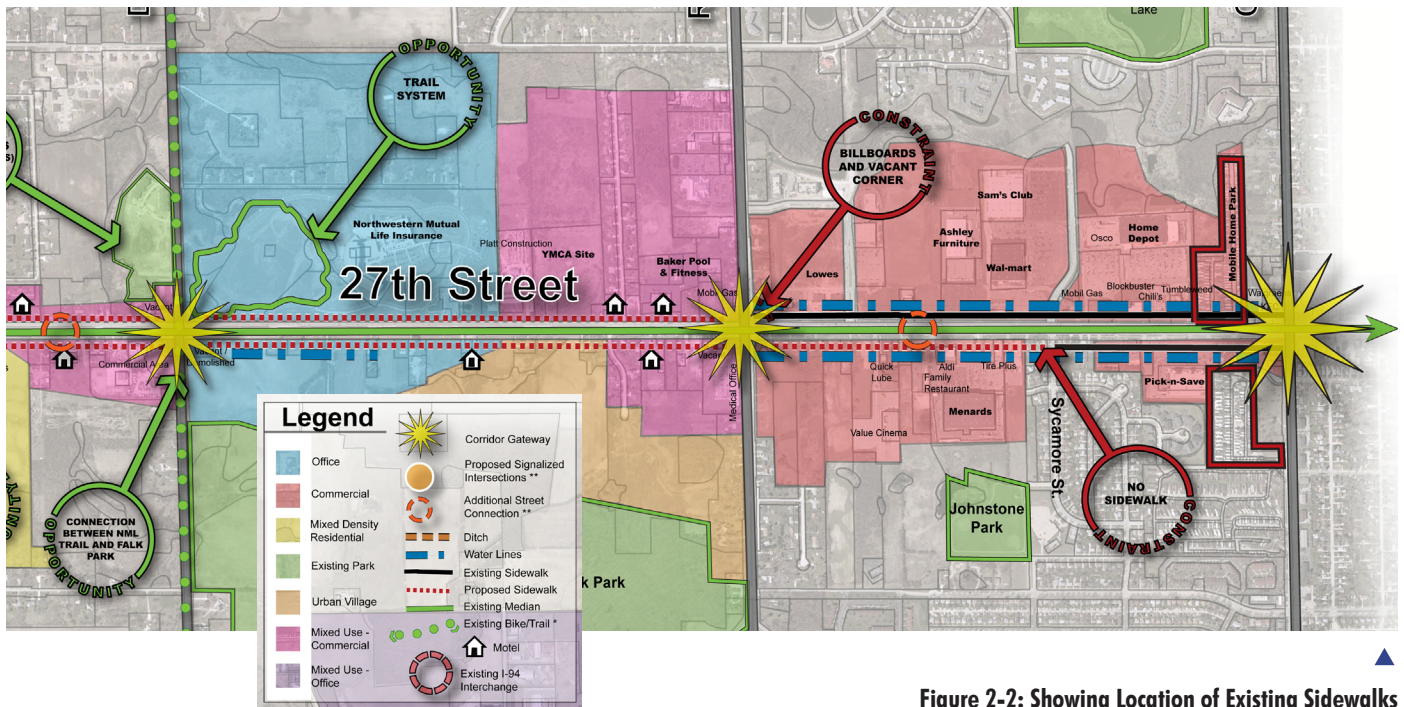 Lake
OPPORTUNITY
TRAIL
SYSTEM
CONSTRAINT
BILLBOARDS
AND VACANT
CORNER
Northwestern Mutual
Life Insurance
Platt Construction
YMCA Site
Baker Pool
& Fitness
Mobil Gas
Lowes
Sam's Club
Ashley
Furniture
Wal-mart
Osco
Home
Depot
Mobil Gas
Blockbuster
Chili's
Tumbleweed
Mobile Home Park
27th Street
Commercial Area
Medical Office
Quick
Lube
Aldi
Family
Restaurant
Tire Plus
Menards
Value Cinema
Pick-n-Save
Sycamore St.
Johnstone
Park
NO
SIDEWALK
CONSTRAINT
CONNECTION
BETWEEN NML
TRAIL AND FALK
PARK
OPPORTUNITY
k Park
Legend
Office
Commercial
Mixed Density
Residential
Existing Park
Urban Village
Mixed Use -
Commercial
Mixed Use -
Office
Corridor Gateway
Proposed Signalized
Intersections **
Additional Street
Connection **
Ditch
Water Lines
Existing Sidewalk
Proposed Sidewalk
Existing Median
Existing Bike/Trail *
Motel
Existing I-94
Interchange
Figure 2-2: Showing Location of Existing Sidewalks